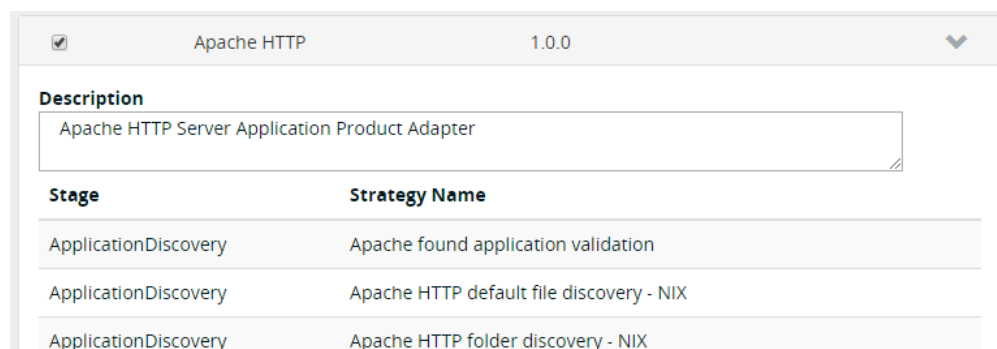 Apache HTTP 1.0.0
Description
Apache HTTP Server Application Product Adapter
Stage Strategy Name
ApplicationDiscovery Apache found application validation
ApplicationDiscovery Apache HTTP default file discovery - NIX
ApplicationDiscovery Apache HTTP folder discovery - NIX